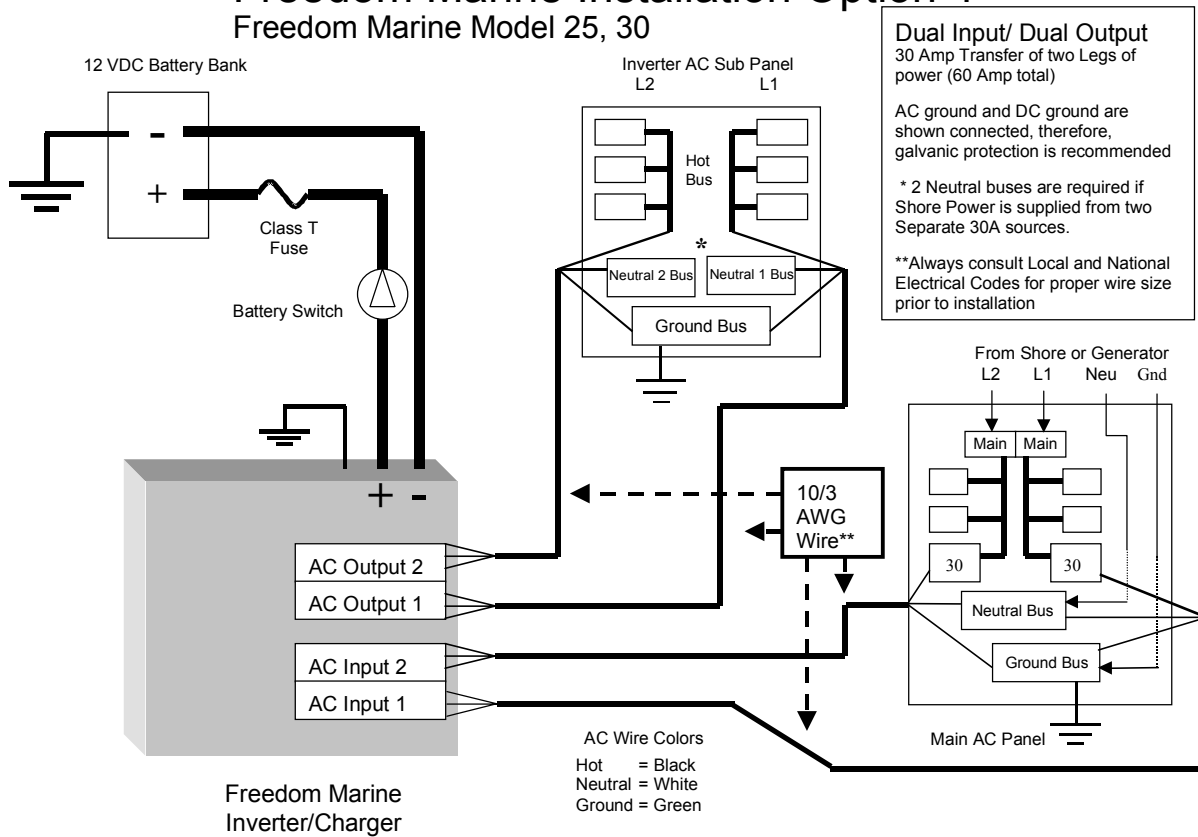 Freedom Marine Installation Option
Freedom Marine Model 25, 30
12 VDC Battery Bank
-
+
Class T
Fuse
Battery Switch
+ -
AC Output 2
AC Output 1
AC Input 2
AC Input 1
Freedom Marine
Inverter/Charger
Inverter AC Sub Panel
L2 L1
Hot
Bus
*
Neutral 2 Bus
Neutral 1 Bus
Ground Bus
10/3
AWG
Wire**
AC Wire Colors
Hot = Black
Neutral = White
Ground = Green
Dual Input/ Dual Output
30 Amp Transfer of two Legs of
power (60 Amp total)
AC ground and DC ground are
shown connected, therefore,
galvanic protection is recommended
* 2 Neutral buses are required if
Shore Power is supplied from two
Separate 30A sources.
**Always consult Local and National
Electrical Codes for proper wire size
prior to installation
From Shore or Generator
L2 L1 Neu Gnd
Main Main
30 30
Neutral Bus
Ground Bus
Main AC Panel